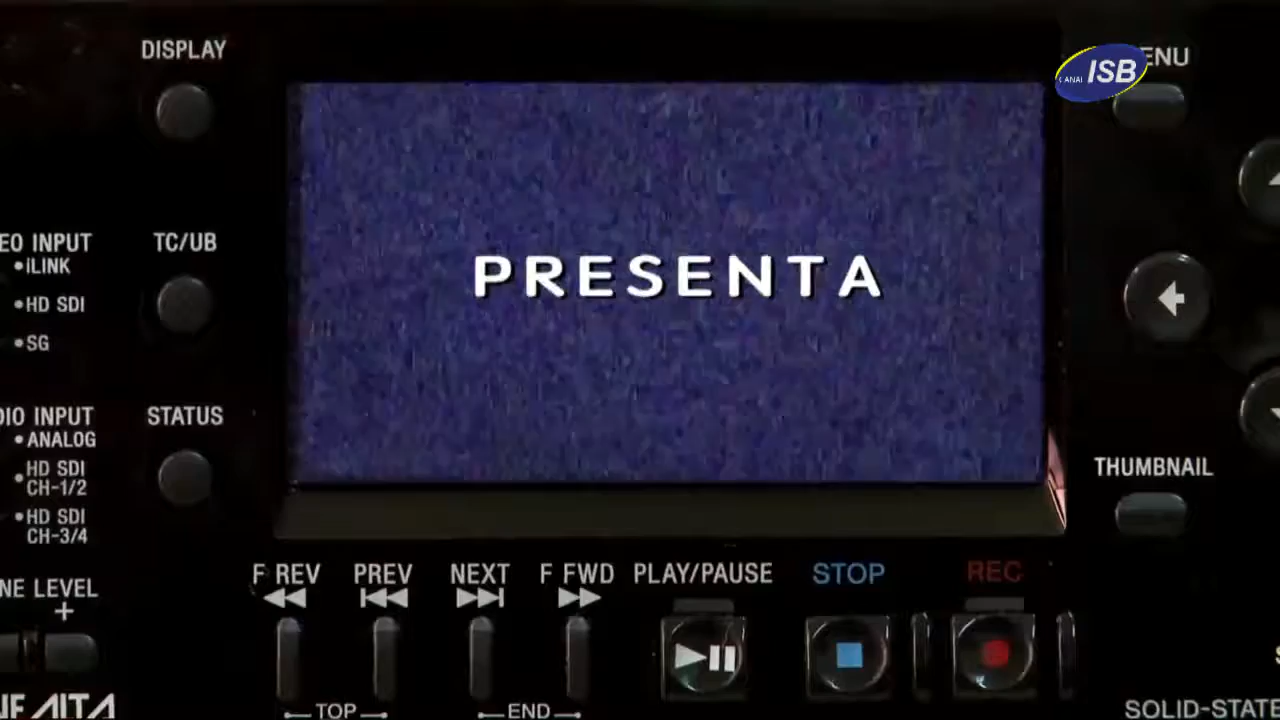 DISPLAY
CANAL ISB
ENU
PRESENTA
EO INPUT
•iLINK
•HD SDI
•SG
TC/UB
DIO INPUT
•ANALOG
•HD SDI
CH-1/2
•HD SDI
CH-3/4
STATUS
THUMBNAIL
NE LEVEL
+
F REV
PREV
NEXT
F FWD
PLAY/PAUSE
STOP
REC
TOP
END
SOLID-STATE